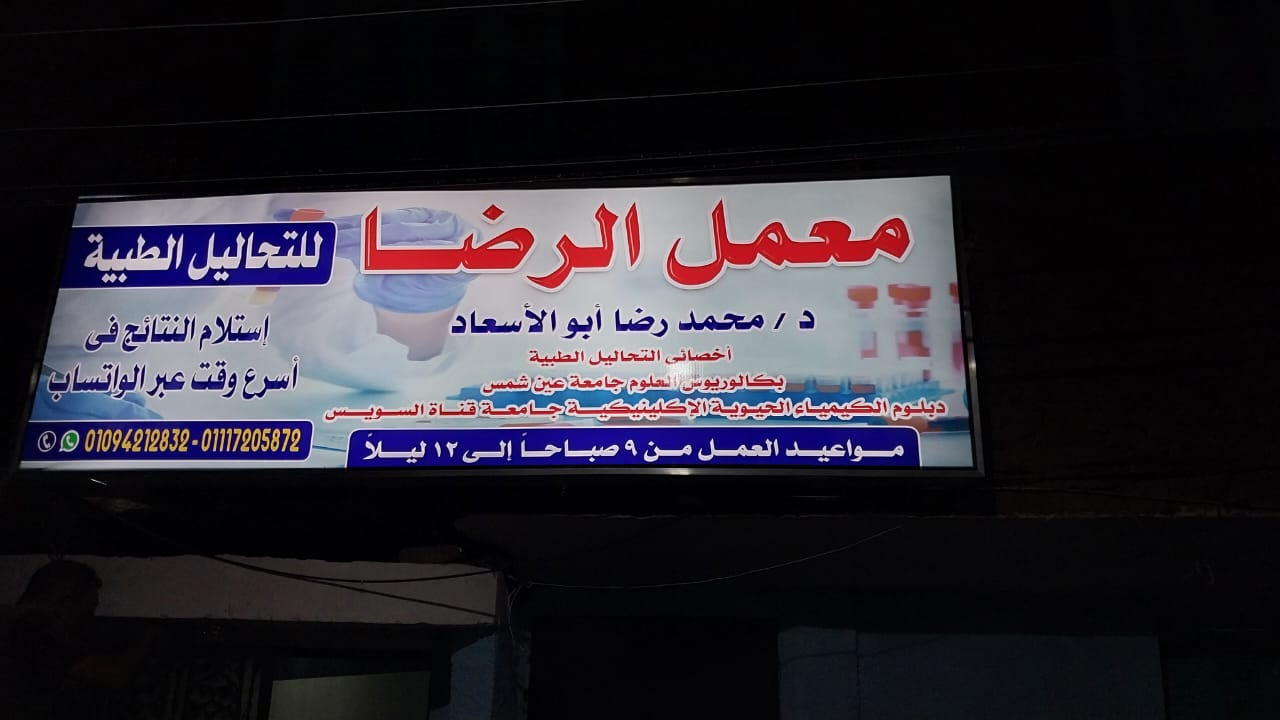 معمل الرضا
للتحاليل الطبية
د / محمد رضا أبو الأسعاد
أخصائى التحاليل الطبية
بكالوريوش العلوم جامعة عين شمس
دبلوم الكيمياء الحيوية الإكلينيكية جامعة قناة السويس
مواعيد العمل من ٩ صباحاً إلى ١٢ ليلاً
إستلام النتائج فى
أسرع وقت عبر الواتساب
01094212832 - 01117205872